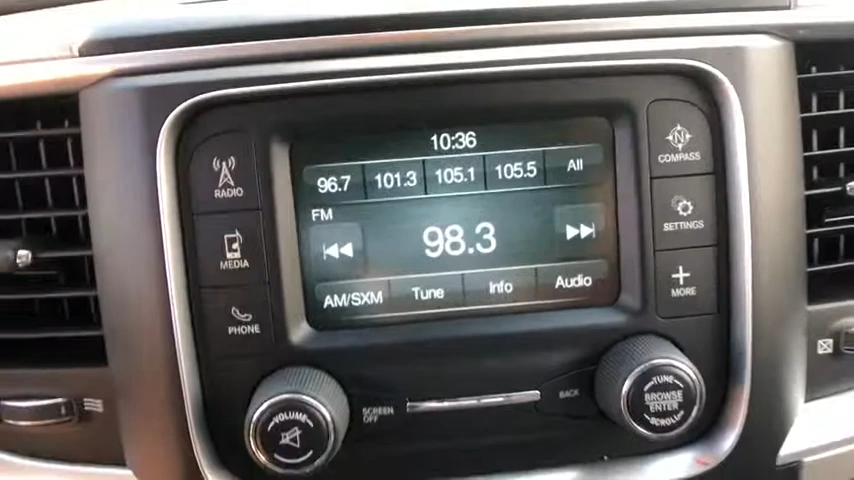 10:36
96.7 101.3 105.1 105.5 All
FM
98.3
AM/SXM Tune Info Audio
RADIO
MEDIA
PHONE
COMPASS
SETTINGS
MORE
VOLUME
SCREEN
OFF
BACK
TUNE
BROWSE
ENTER
SCROLL